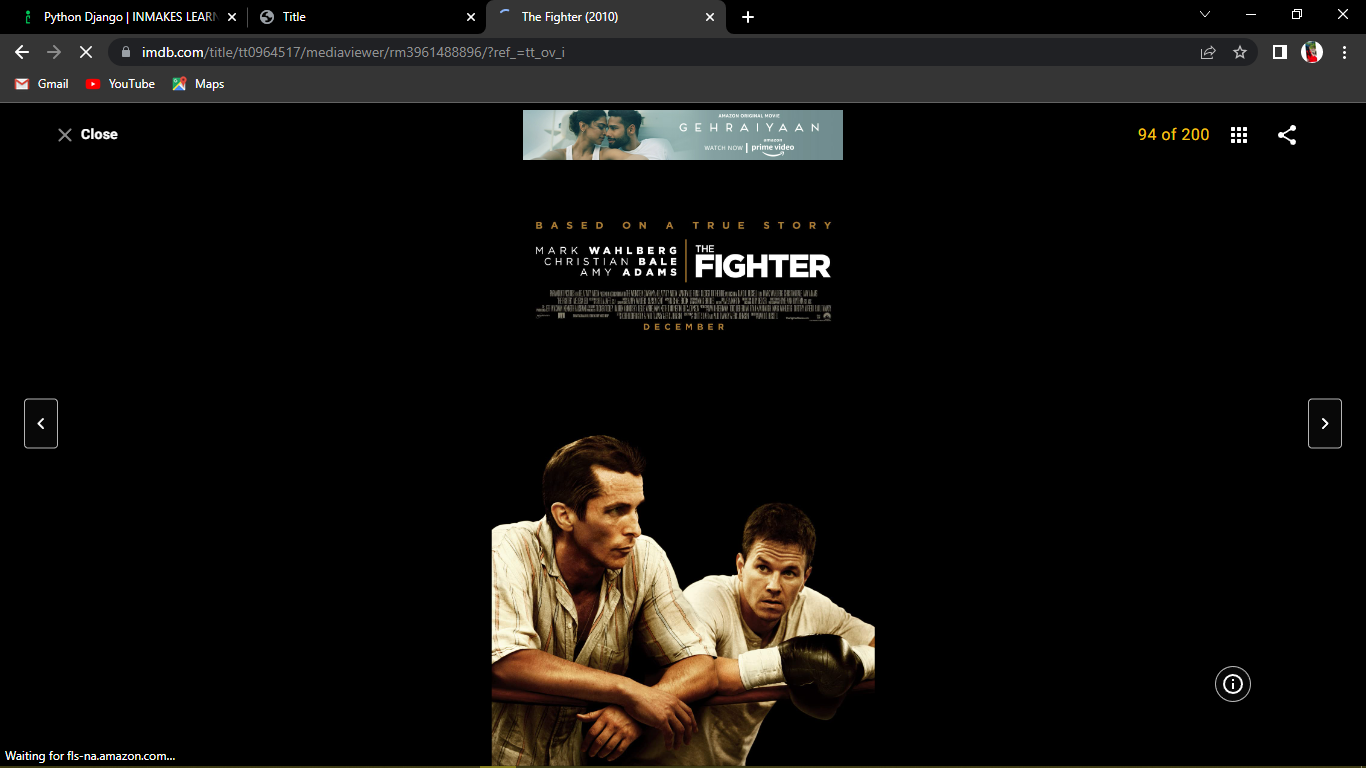 Python Django | INMAKES LEARN
Title
The Fighter (2010)
imdb.com/title/tt0964517/mediaviewer/rm3961488896/?ref_=tt_ov_i
Gmail
YouTube
Maps
Close
AMAZON ORIGINAL MOVIE
GEHRAIYAAN
WATCH NOW | amazon prime video
94 of 200
BASED ON A TRUE STORY
MARK WAHLBERG
CHRISTIAN BALE
AMY ADAMS
THE
FIGHTER
DECEMBER
Waiting for fls-na.amazon.com...